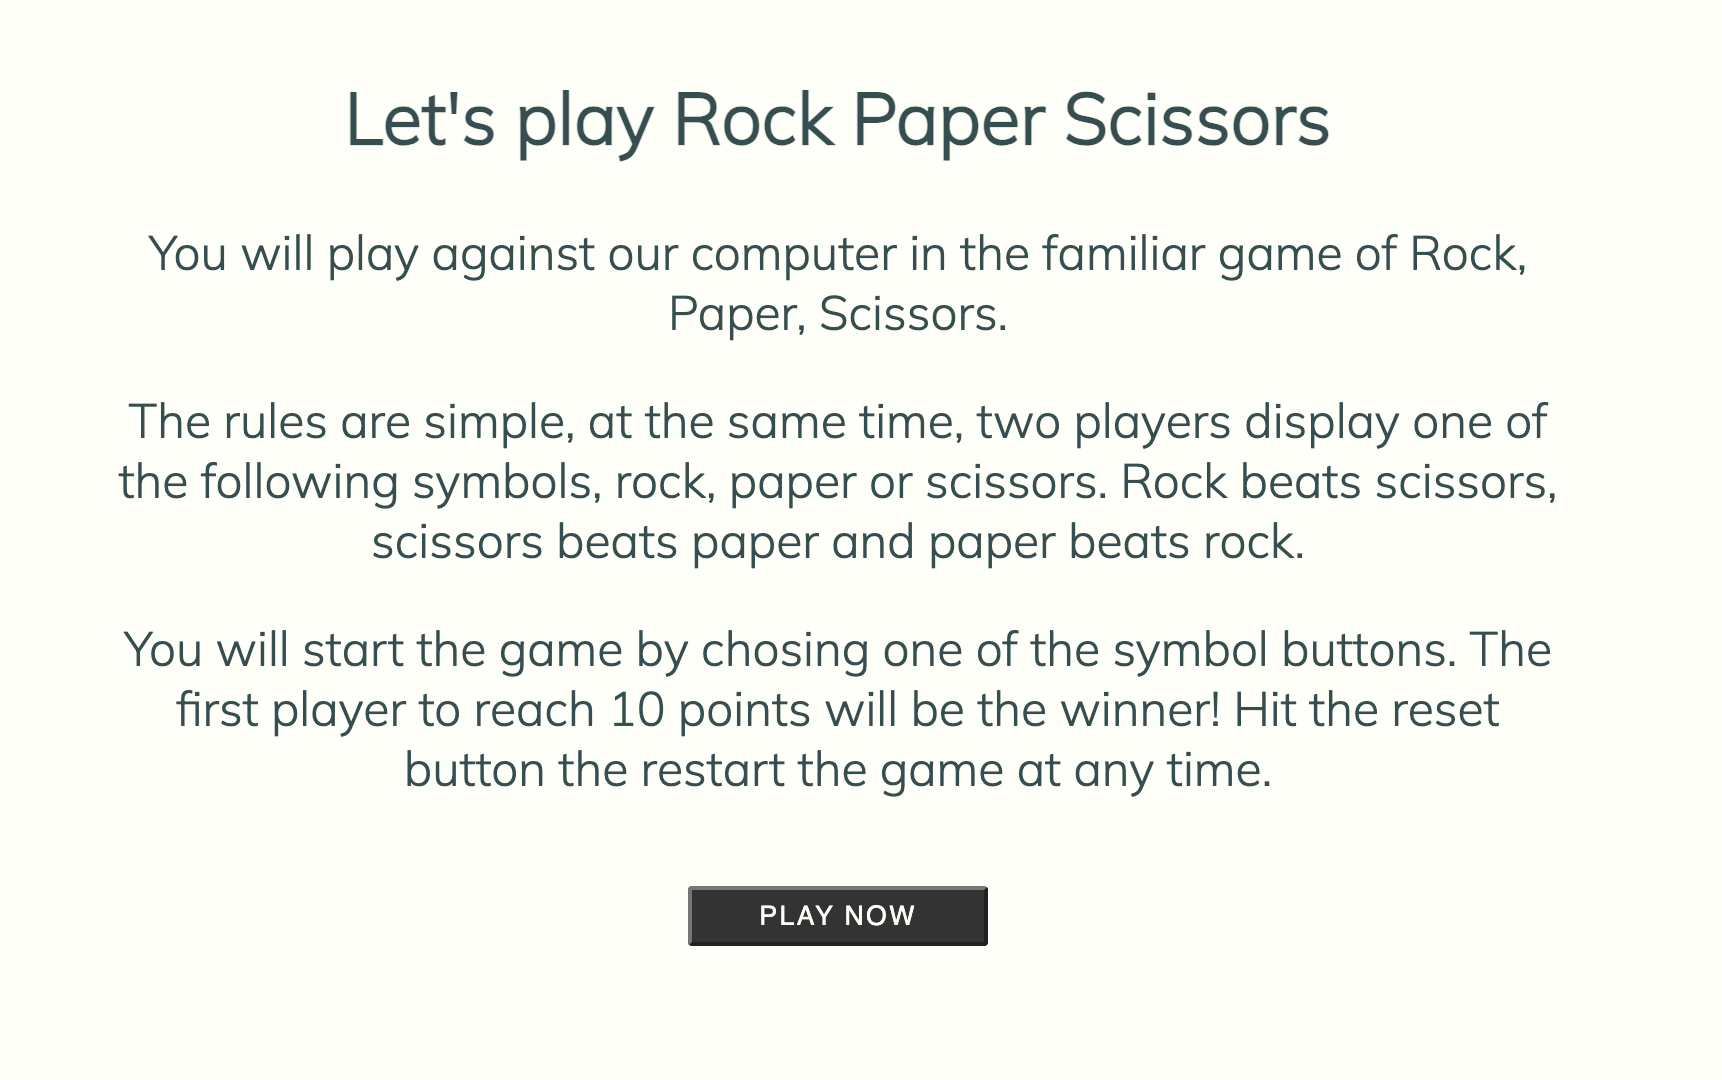 Let's play Rock Paper Scissors
You will play against our computer in the familiar game of Rock,
Paper, Scissors.
The rules are simple, at the same time, two players display one of
the following symbols, rock, paper or scissors. Rock beats scissors,
scissors beats paper and paper beats rock.
You will start the game by chosing one of the symbol buttons. The
first player to reach 10 points will be the winner! Hit the reset
button the restart the game at any time.
PLAY NOW